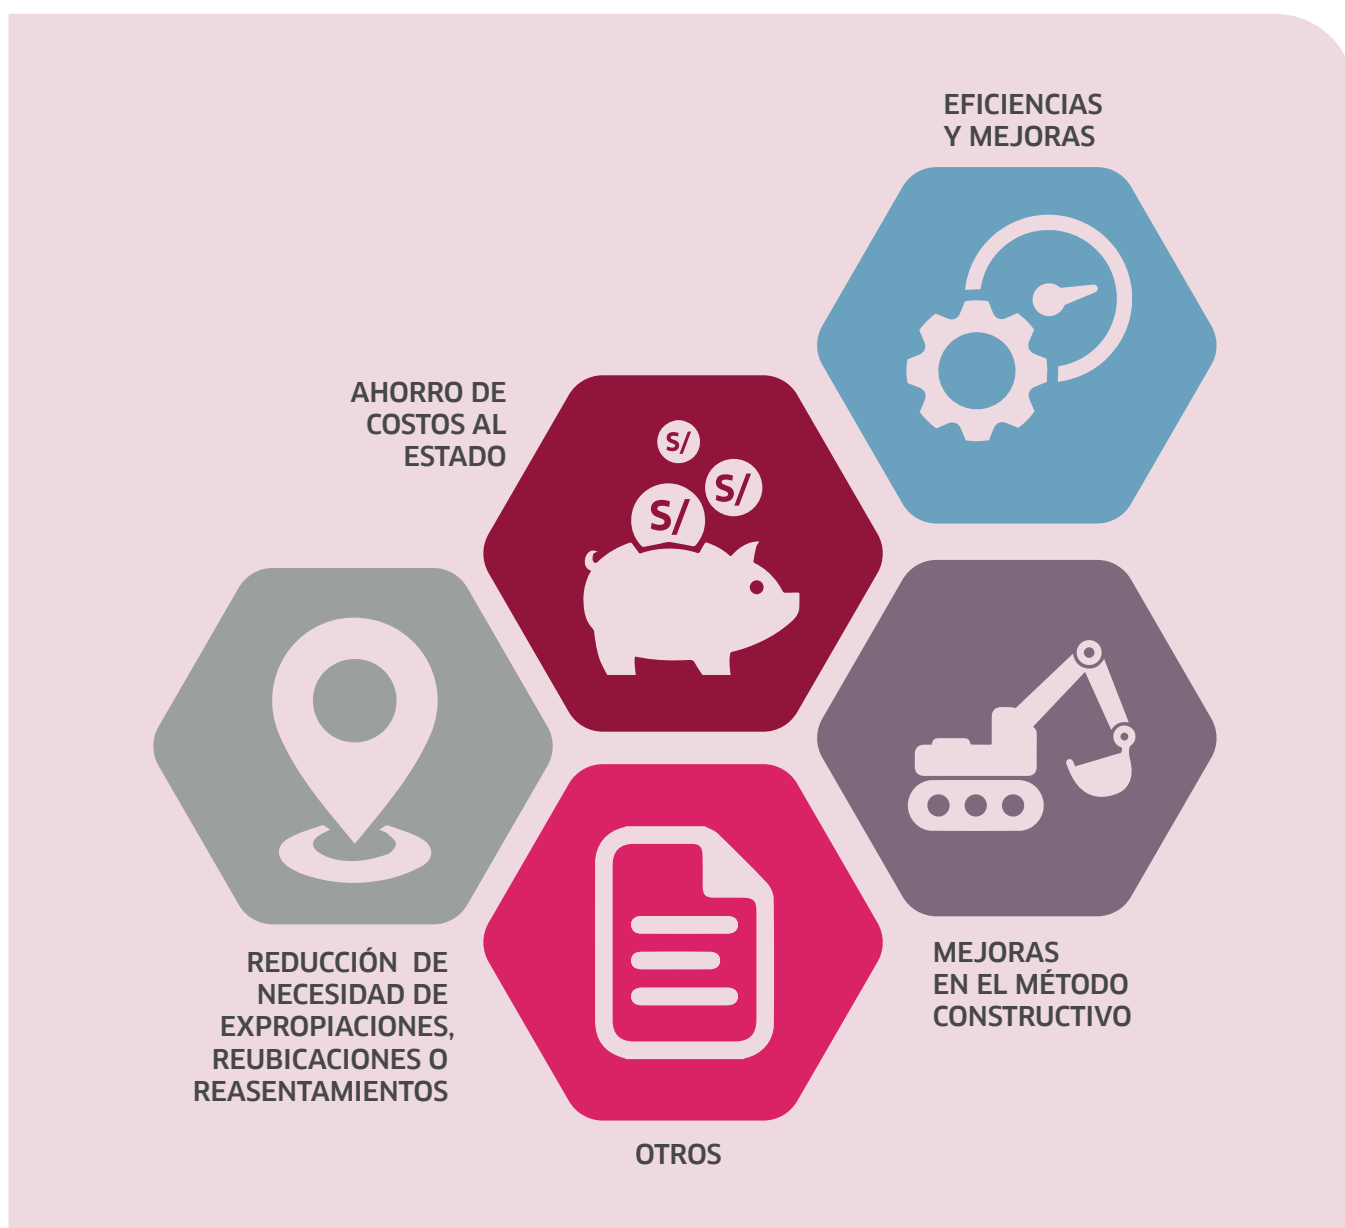 EFICIENCIAS
Y MEJORAS
AHORRO DE
COSTOS AL
ESTADO
S/
S/
S/
REDUCCIÓN DE
NECESIDAD DE
EXPROPIACIONES,
REUBICACIONES O
REASENTAMIENTOS
MEJORAS
EN EL MÉTODO
CONSTRUCTIVO
OTROS